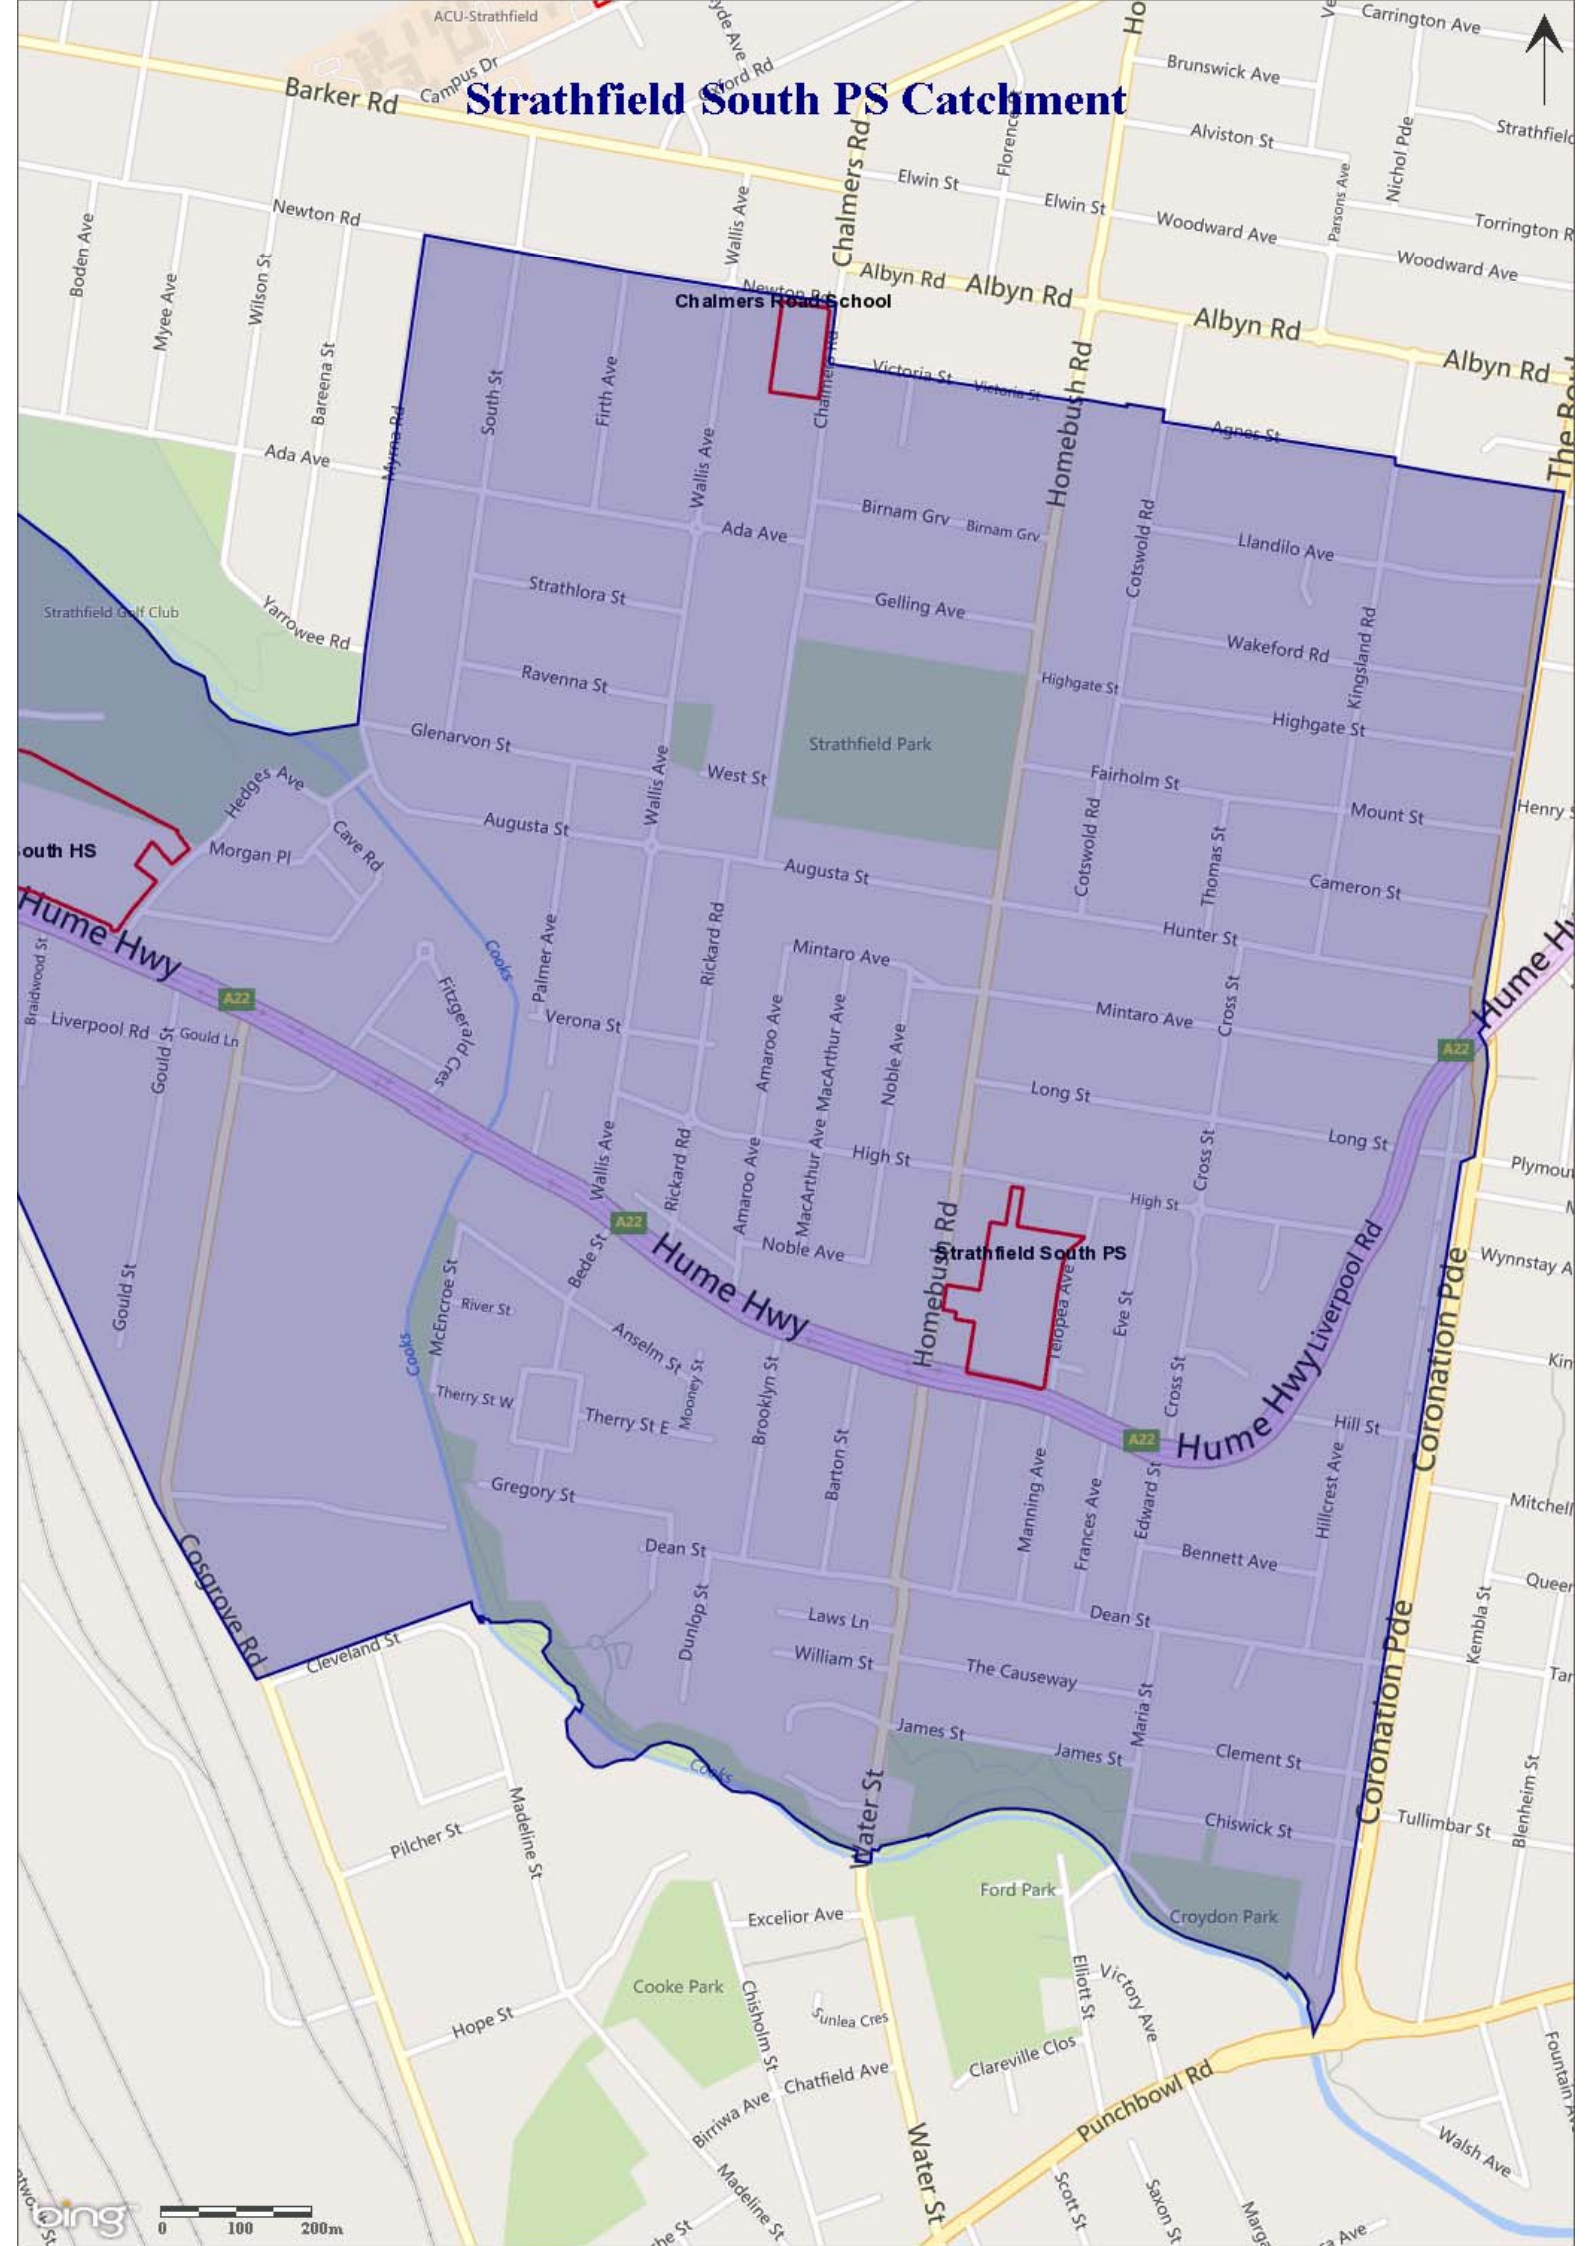 ACU-Strathfield
Carrington Ave
Campus Dr
Oxford Rd
Brunswick Ave
Barker Rd
Strathfield South PS Catchment
Alviston St
Nichol Pde
Chalmers Rd
Elwin St
Elwin St
Parsons Ave
Newton Rd
Wallis Ave
Woodward Ave
Woodward Ave
Boden Ave
Myee Ave
Wilson St
Albyn Rd
Albyn Rd
Albyn Rd
Albyn Rd
Newton Rd
Chalmers Road School
Bareena St
Myrna Rd
South St
Firth Ave
Wallis Ave
Chalmers Rd
Victoria St
Victoria St
Homebush Rd
Agnes St
Ada Ave
Ada Ave
Birnam Grv
Birnam Grv
Cotswold Rd
Llandilo Ave
Strathlora St
Gelling Ave
Strathfield Golf Club
Yarrowee Rd
Wakeford Rd
Kingsland Rd
Ravenna St
Highgate St
Highgate St
Glenarvon St
Strathfield Park
West St
Wallis Ave
Hedges Ave
Fairholm St
Mount St
Augusta St
Cave Rd
outh HS
Morgan Pl
Augusta St
Cotswold Rd
Thomas St
Cameron St
Hume Hwy
Hunter St
Cooks
Palmer Ave
Rickard Rd
Mintaro Ave
Braidwood St
A22
Fitzgerald Cres
Verona St
Mintaro Ave
Cross St
Hume Hwy
Liverpool Rd
Gould St
Gould Ln
Amaroo Ave
MacArthur Ave
Noble Ave
A22
Long St
Long St
Wallis Ave
Rickard Rd
Amaroo Ave
MacArthur Ave
High St
Cross St
High St
A22
Homebush Rd
Strathfield South PS
Bede St
Noble Ave
Hume Hwy
Telopea Ave
Eve St
Liverpool Rd
Gould St
McEncroe St
River St
Cooks
Anselm St
Mooney St
Therry St W
Therry St E
Brooklyn St
Barton St
Cross St
A22
Hume Hwy
Hill St
Coronation Pde
Gregory St
Manning Ave
Frances Ave
Edward St
Hillcrest Ave
Dean St
Bennett Ave
Cosgrove Rd
Cleveland St
Dunlop St
Laws Ln
William St
Dean St
The Causeway
Maria St
Kembla St
Coronation Pde
James St
James St
Clement St
Cooks
Water St
Chiswick St
Tullimbar St
Blenheim St
Madeline St
Pilcher St
Ford Park
Croydon Park
Excelior Ave
Cooke Park
Chisholm St
Sunlea Cres
Elliott St
Victory Ave
Hope St
Clareville Clos
Chatfield Ave
Birriwa Ave
Punchbowl Rd
Water St
Walsh Ave
Madeline St
Scott St
Saxon St
bing
0 100 200m